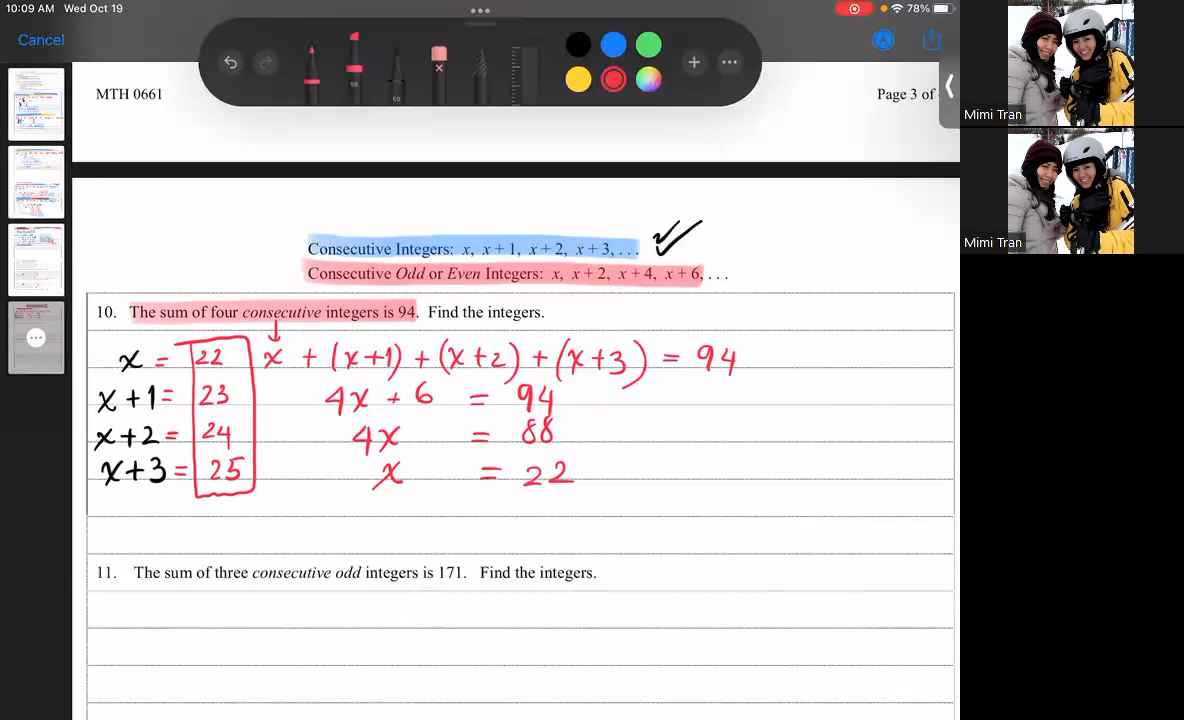 10:09 AM Wed Oct 19
78%
Cancel
50
MTH 0661
Page 3 of
Mimi Tran
Mimi Tran
Consecutive Integers: x, x + 1, x + 2, x + 3, . . .
Consecutive Odd or Even Integers: x, x + 2, x + 4, x + 6, . . .
10. The sum of four consecutive integers is 94. Find the integers.
x = 22 x + (x+1) + (x+2) + (x+3) = 94
x+1 = 23 4x + 6 = 94
x+2 = 24 4x = 88
x+3 = 25 x = 22
11. The sum of three consecutive odd integers is 171. Find the integers.